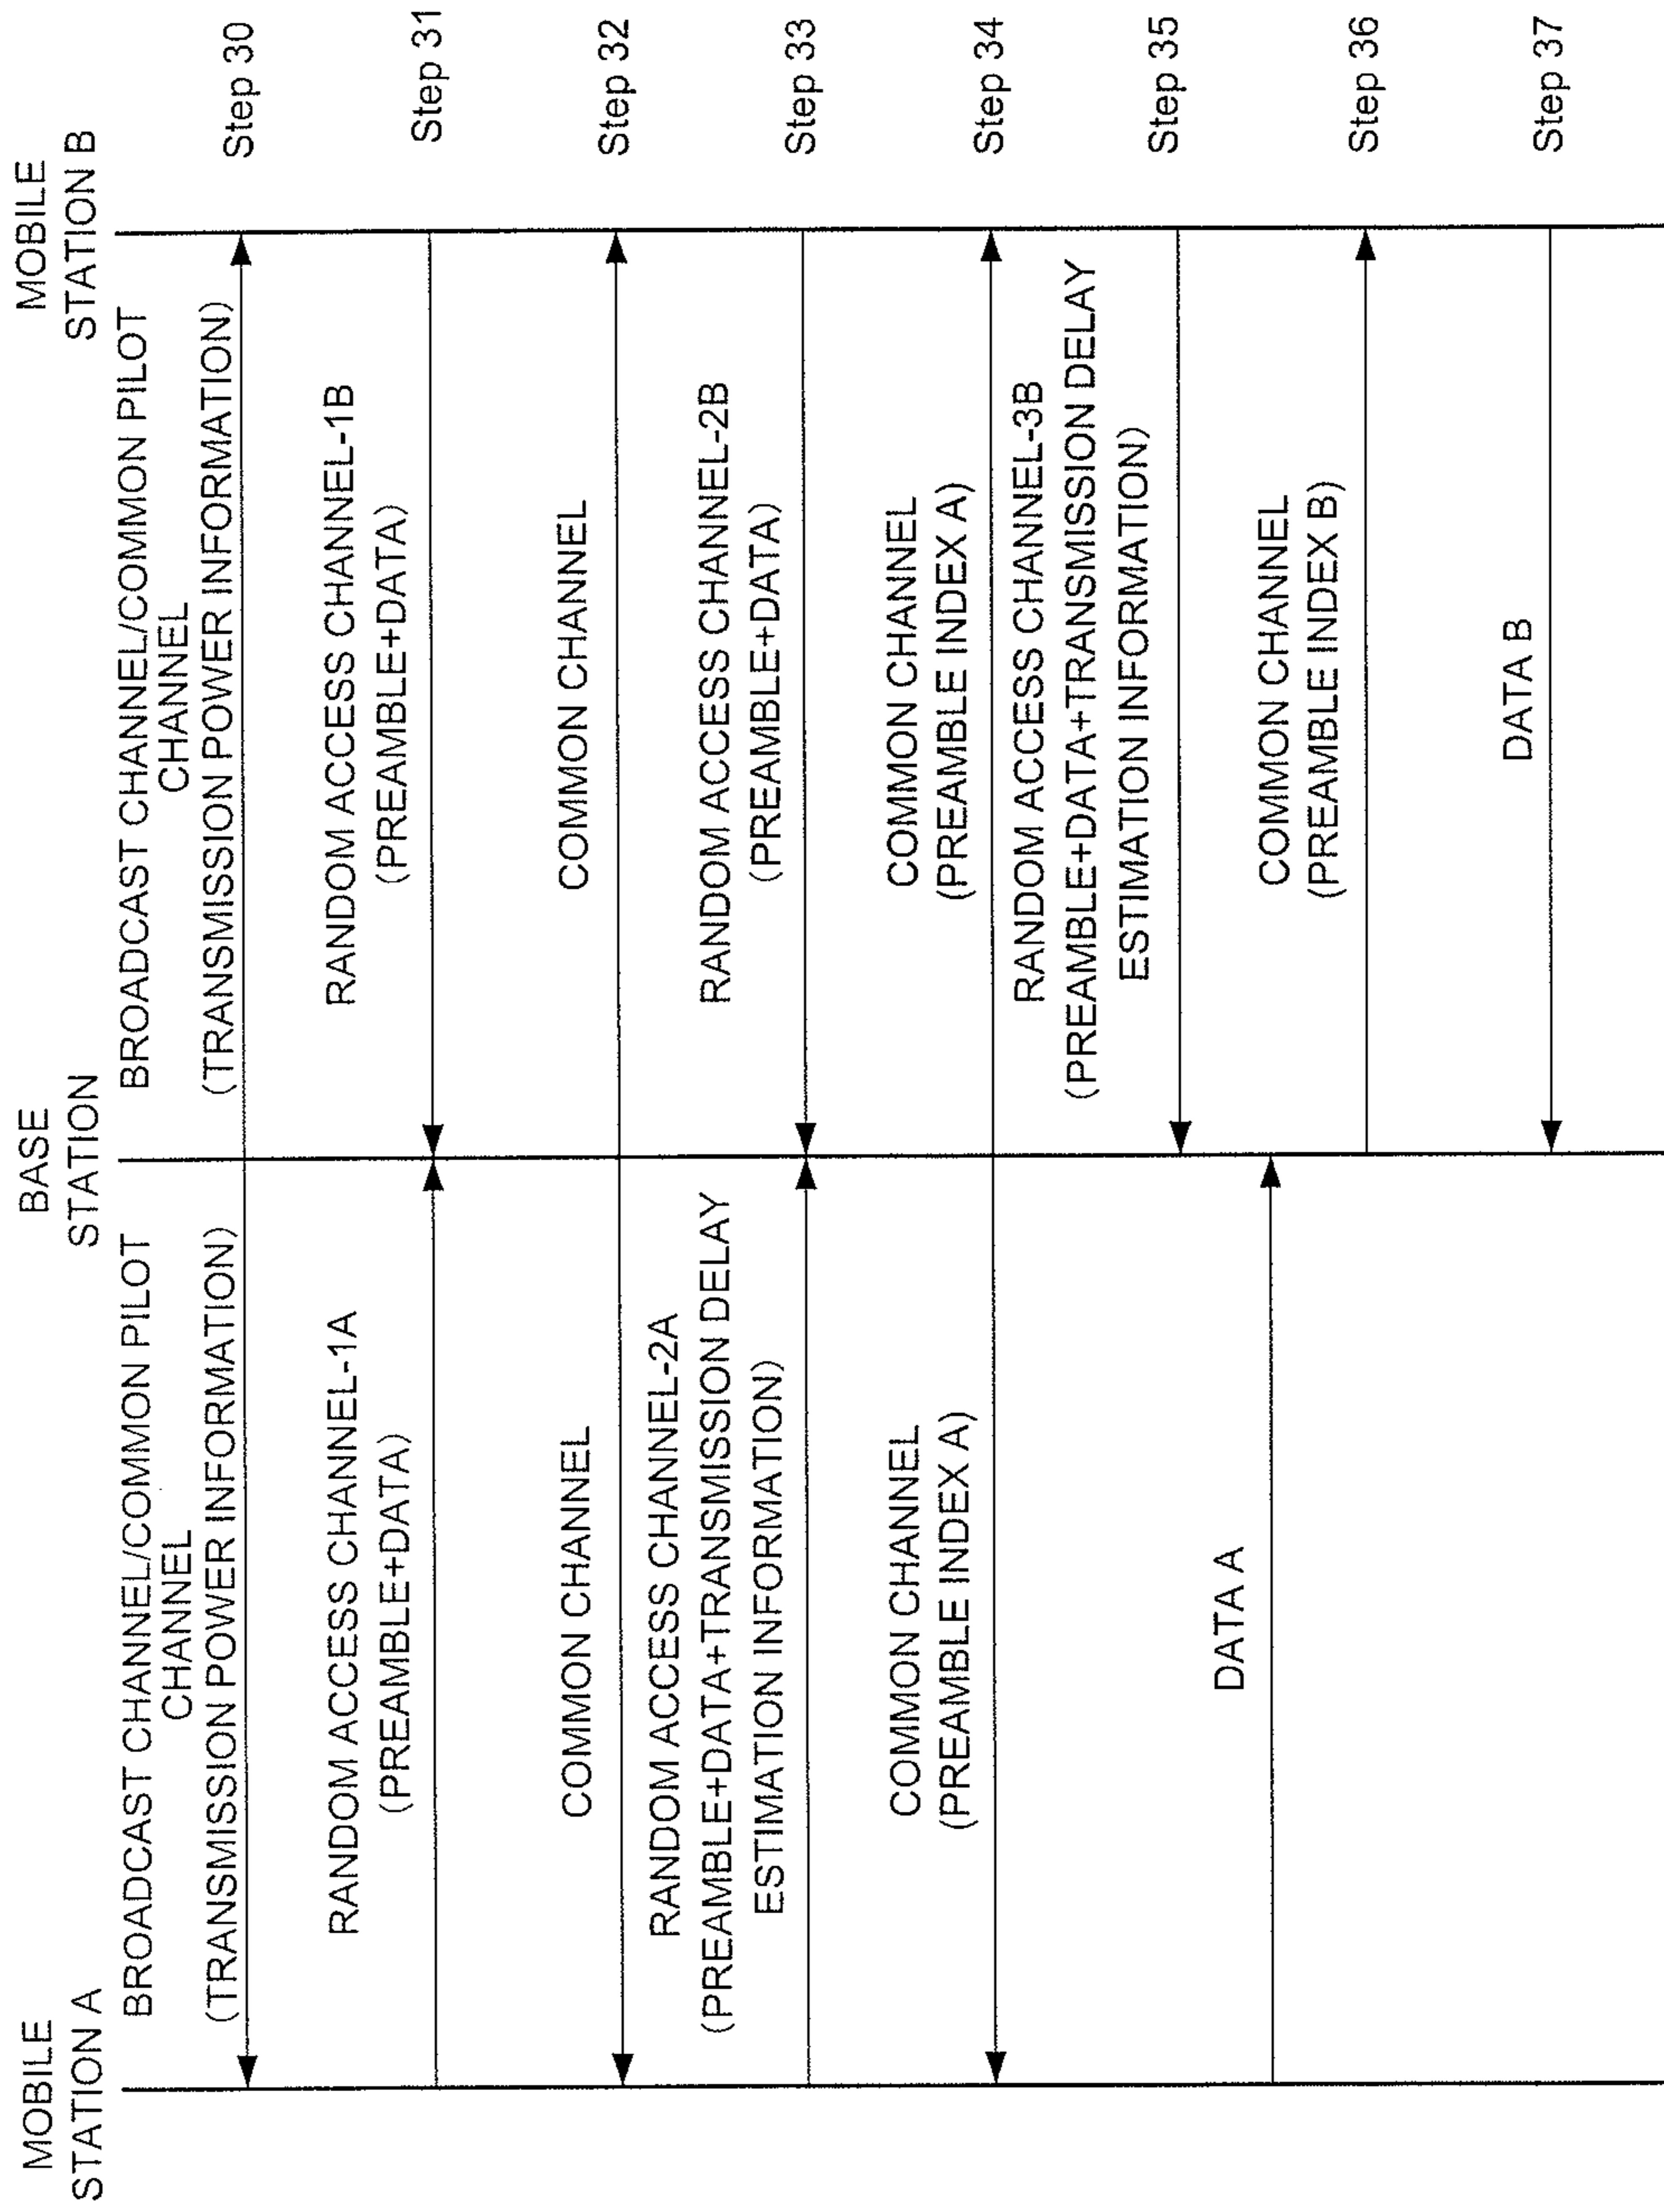 MOBILE
STATION A
BASE
STATION
MOBILE
STATION B
BROADCAST CHANNEL/COMMON PILOT
CHANNEL
(TRANSMISSION POWER INFORMATION)
BROADCAST CHANNEL/COMMON PILOT
CHANNEL
(TRANSMISSION POWER INFORMATION)
Step 30
RANDOM ACCESS CHANNEL-1A
(PREAMBLE+DATA)
RANDOM ACCESS CHANNEL-1B
(PREAMBLE+DATA)
Step 31
COMMON CHANNEL
COMMON CHANNEL
Step 32
RANDOM ACCESS CHANNEL-2A
(PREAMBLE+DATA+TRANSMISSION DELAY
ESTIMATION INFORMATION)
RANDOM ACCESS CHANNEL-2B
(PREAMBLE+DATA)
Step 33
COMMON CHANNEL
(PREAMBLE INDEX A)
COMMON CHANNEL
(PREAMBLE INDEX A)
Step 34
RANDOM ACCESS CHANNEL-3B
(PREAMBLE+DATA+TRANSMISSION DELAY
ESTIMATION INFORMATION)
Step 35
DATA A
COMMON CHANNEL
(PREAMBLE INDEX B)
Step 36
DATA B
Step 37